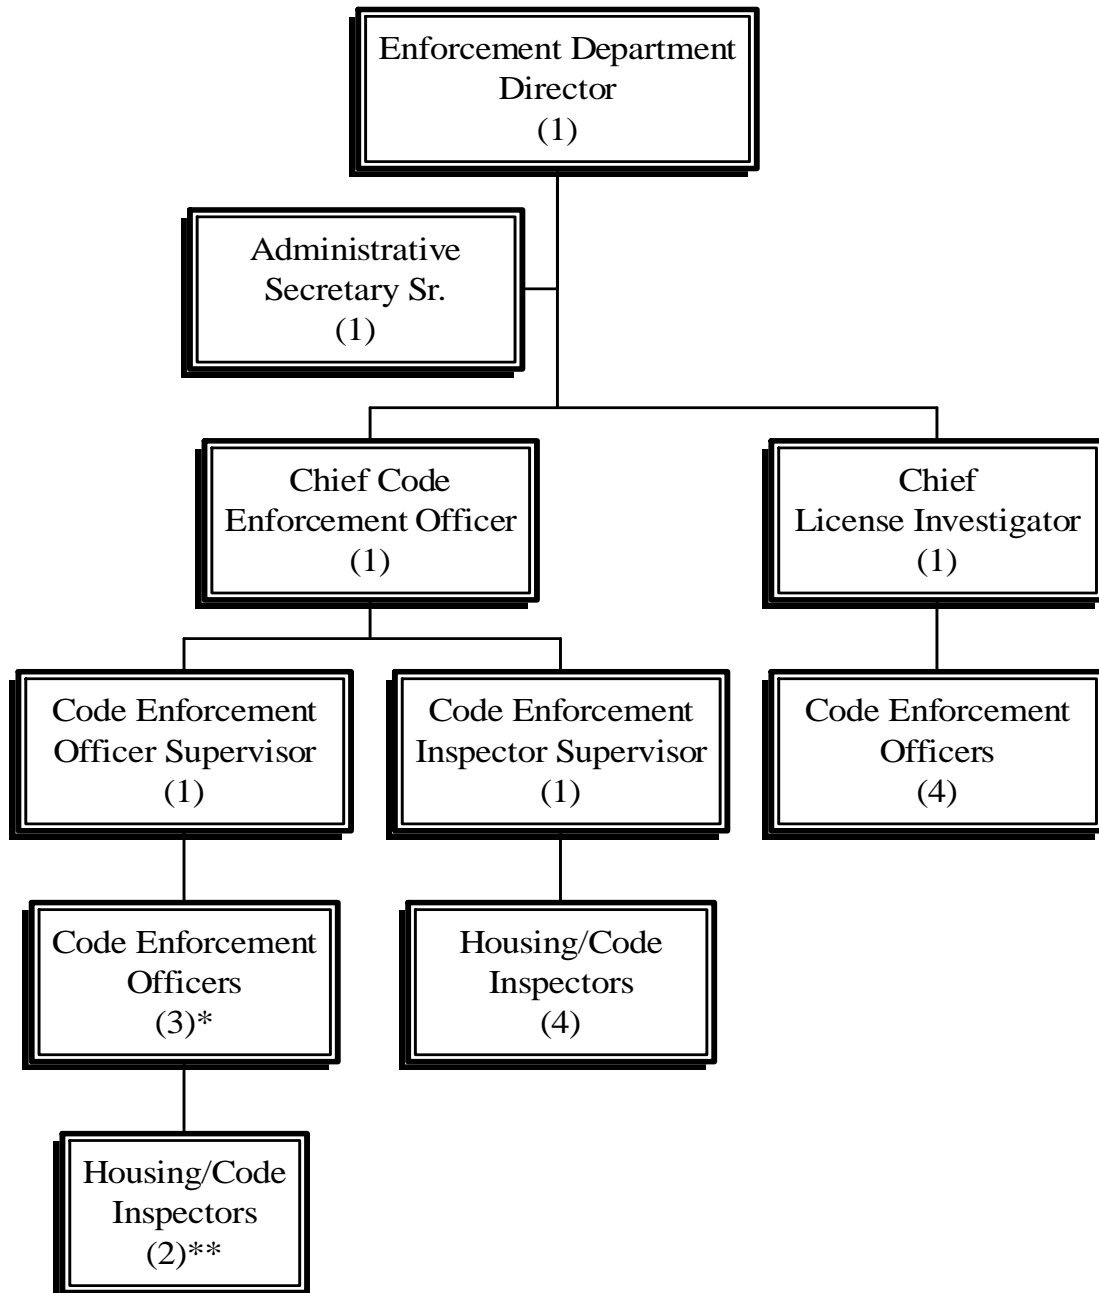 Enforcement Department
Director
(1)
Administrative
Secretary Sr.
(1)
Chief Code
Enforcement Officer
(1)
Chief
License Investigator
(1)
Code Enforcement
Officer Supervisor
(1)
Code Enforcement
Inspector Supervisor
(1)
Code Enforcement
Officers
(4)
Code Enforcement
Officers
(3)*
Housing/Code
Inspectors
(4)
Housing/Code
Inspectors
(2)**